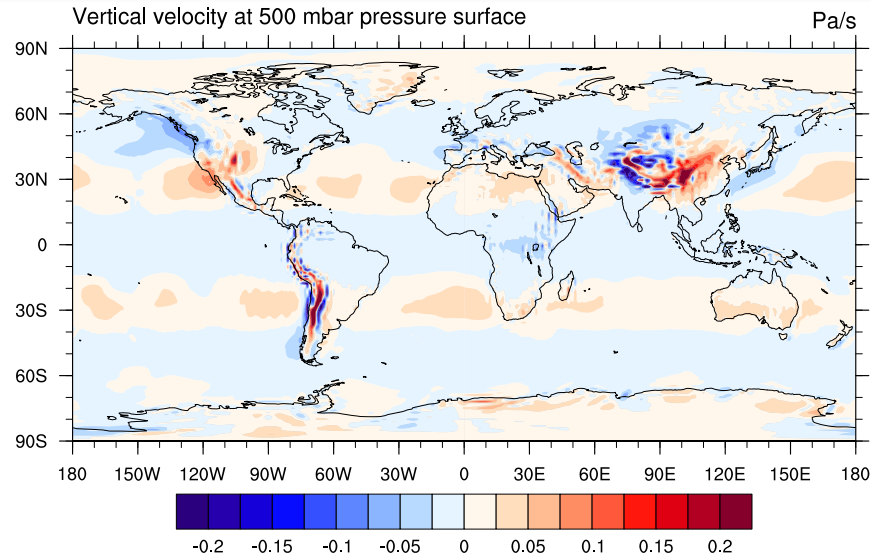 Vertical velocity at 500 mbar pressure surface
Pa/s
90N
60N
30N
0
30S
60S
90S
180 150W 120W 90W 60W 30W 0 30E 60E 90E 120E 150E 180
-0.2 -0.15 -0.1 -0.05 0 0.05 0.1 0.15 0.2